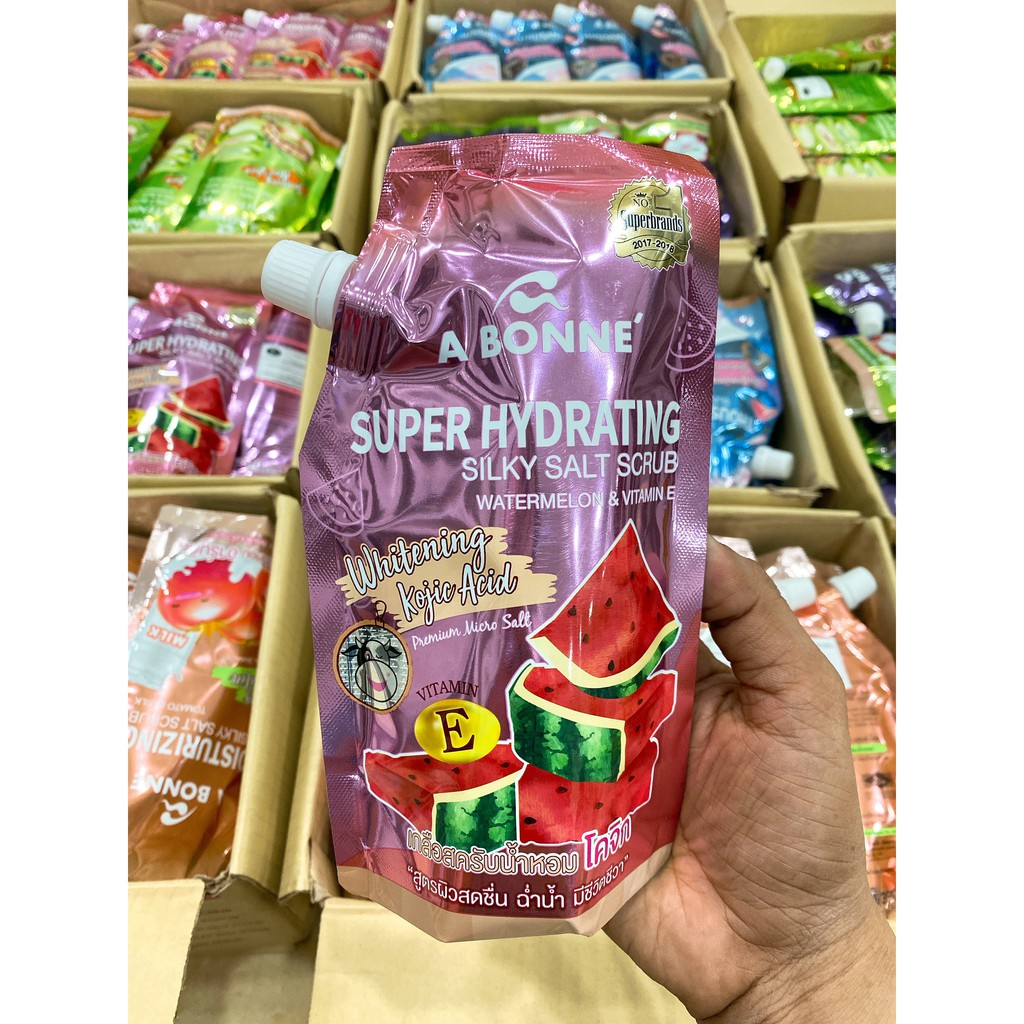 NO. 1
Superbrands
2017-2018
A BONNE´
SUPER HYDRATING
SILKY SALT SCRUB
WATERMELON & VITAMIN E
Whitening
Kojic Acid
Premium Micro Salt
VITAMIN
E
เกลือสครับน้ำหอม โคจิก
“สูตรผิวสดชื่น ฉ่ำน้ำ มีชีวิตชีวา”
A BONNE
SUPER HYDRATING
MILK
SILKY SALT SCRUB
A BONNE